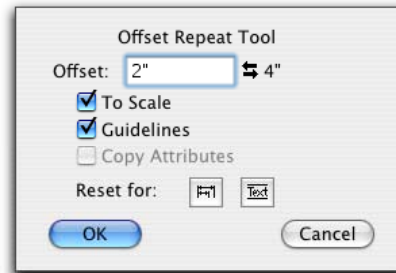 Offset Repeat Tool
Offset: 2" 4"
To Scale
Guidelines
Copy Attributes
Reset for: Text
OK Cancel